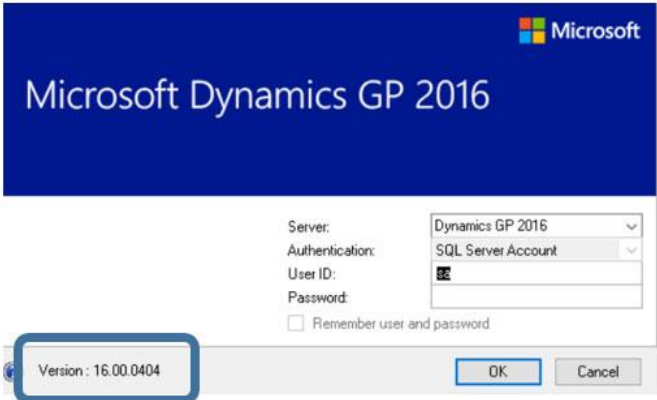 Microsoft
Microsoft Dynamics GP 2016
Server: Dynamics GP 2016
Authentication: SQL Server Account
User ID: sa
Password:
Remember user and password
Version : 16.00.0404 OK Cancel